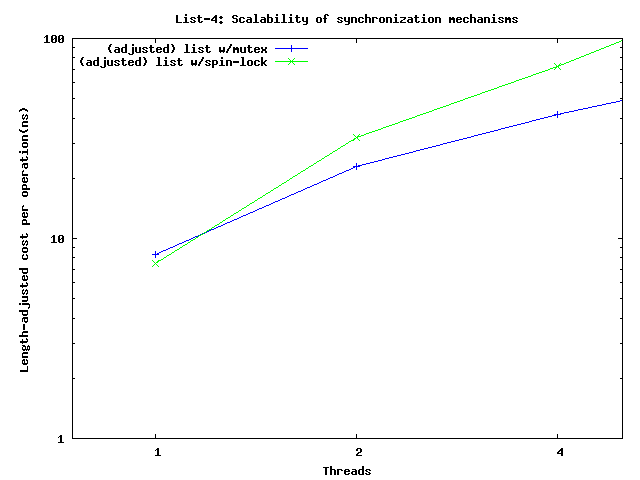 List-4: Scalability of synchronization mechanisms
100
(adjusted) list w/mutex
(adjusted) list w/spin-lock
Length-adjusted cost per operation(ns)
10
1
1
2
4
Threads